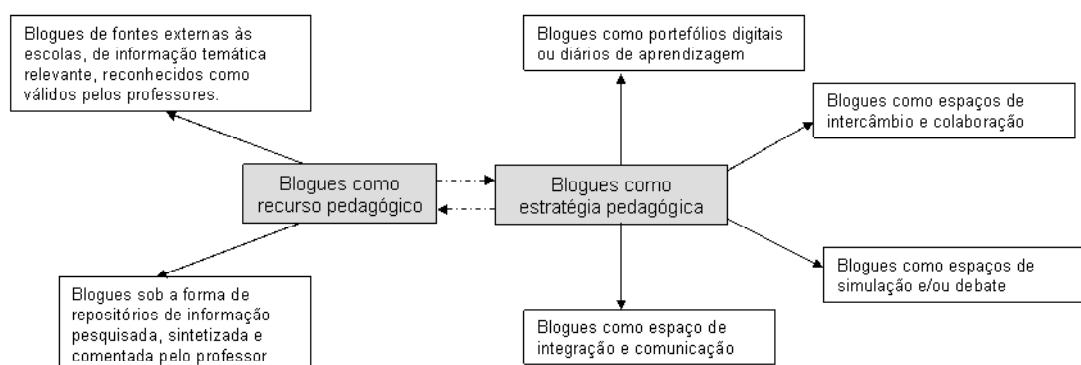 Blogues de fontes externas às
escolas, de informação temática
relevante, reconhecidos como
válidos pelos professores.
Blogues como portefólios digitais
ou diários de aprendizagem
Blogues como espaços de
intercâmbio e colaboração
Blogues como
recurso pedagógico
Blogues como
estratégia pedagógica
Blogues como espaços de
simulação e/ou debate
Blogues sob a forma de
repositórios de informação
pesquisada, sintetizada e
comentada pelo professor
Blogues como espaço de
integração e comunicação